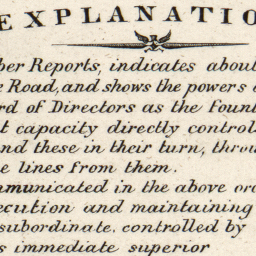 EXPLANATIO
ber Reports, indicates about
Road, and shows the powers
rd of Directors as the Fount
t capacity directly control
nd these in their turn, throu
e lines from them.
mmunicated in the above or
ecution and maintaining
subordinate, controlled by
s immediate superior